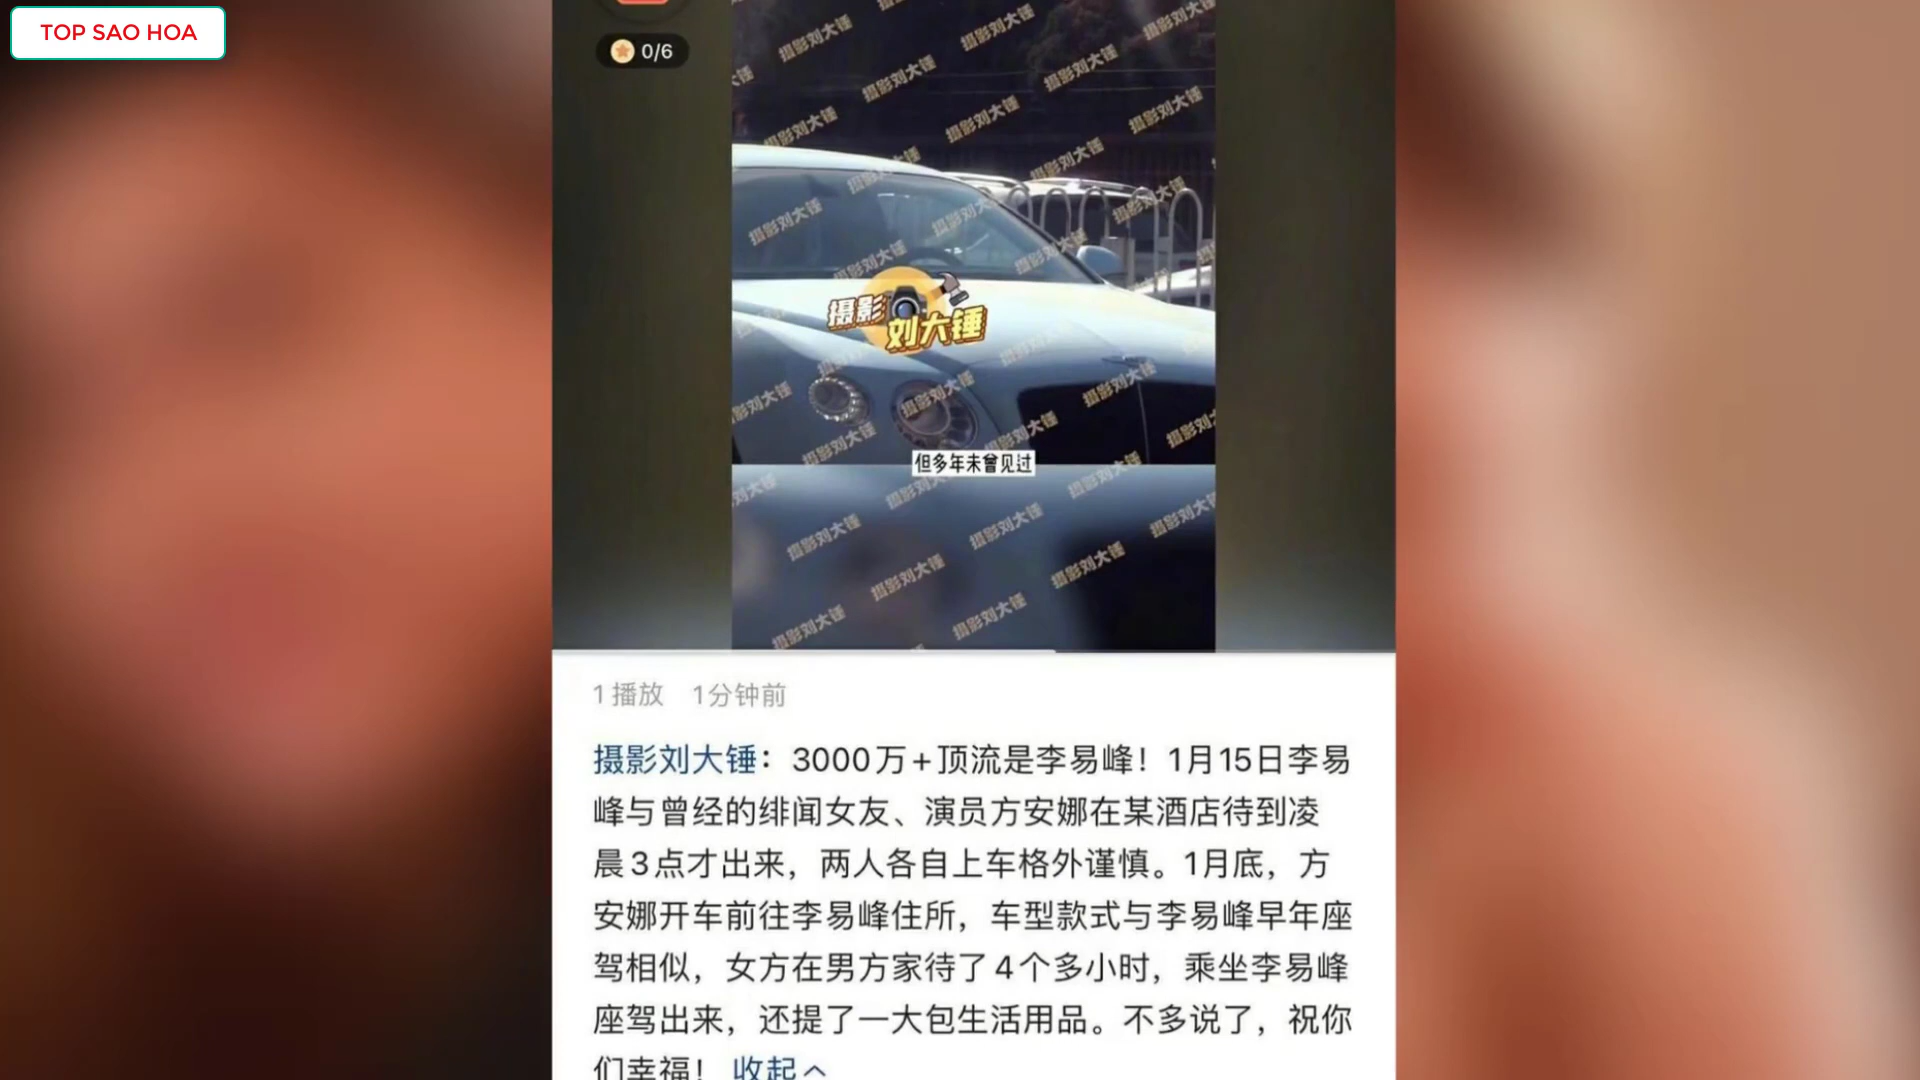 TOP SAO HOA
0/6
摄影刘大锤
但多年未曾见过
1播放 1分钟前
摄影刘大锤：3000万+顶流是李易峰！1月15日李易
峰与曾经的绯闻女友、演员方安娜在某酒店待到凌
晨3点才出来，两人各自上车格外谨慎。1月底，方
安娜开车前往李易峰住所，车型款式与李易峰早年座
驾相似，女方在男方家待了4个多小时，乘坐李易峰
座驾出来，还提了一大包生活用品。不多说了，祝你
们幸福！ 收起